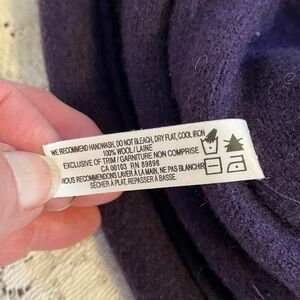 WE RECOMMEND HANDWASH, DO NOT BLEACH, DRY FLAT, COOL IRON
100% WOOL / LAINE
EXCLUSIVE OF TRIM / GARNITURE NON COMPRISE
CA 00103 RN 89898
NOUS RECOMMENDONS LAVER À LA MAIN, NE PAS BLANCHIR
SÉCHER À PLAT, REPASSER À BASSE.